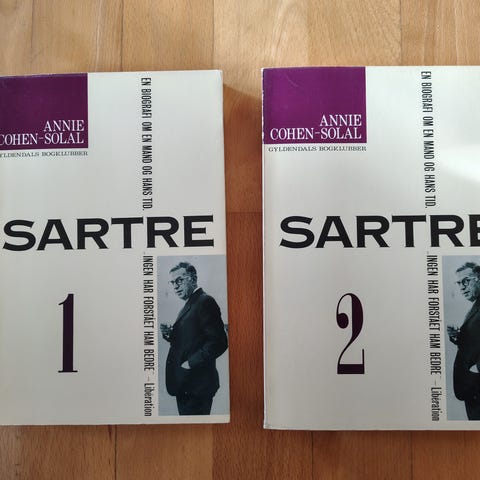 ANNIE
COHEN-SOLAL
GYLDENDALS BOGKLUBBER
EN BIOGRAFI OM EN MAND OG HANS TID.
SARTRE
„INGEN HAR FORSTÅET HAM BEDRE” – Libération
1
ANNIE
COHEN-SOLAL
GYLDENDALS BOGKLUBBER
EN BIOGRAFI OM EN MAND OG HANS TID.
SARTRE
„INGEN HAR FORSTÅET HAM BEDRE” – Libération
2